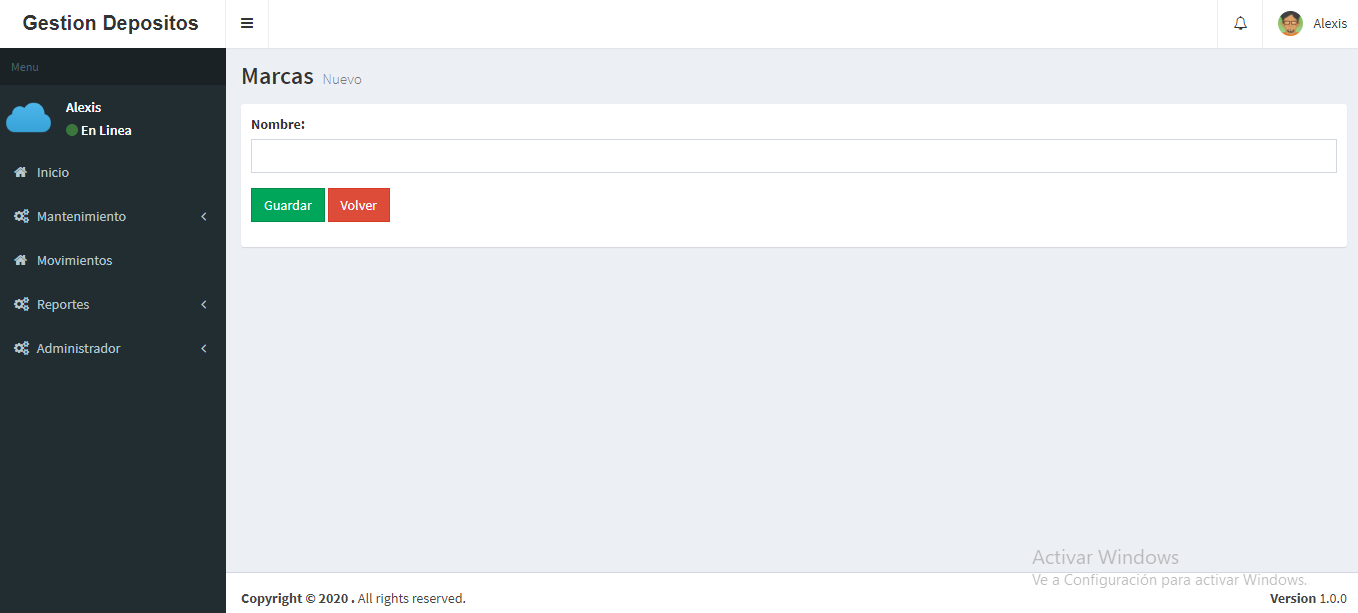 Gestion Depositos
Alexis
Menu
Alexis
En Linea
Inicio
Mantenimiento
Movimientos
Reportes
Administrador
Marcas Nuevo
Nombre:
Guardar Volver
Activar Windows
Ve a Configuración para activar Windows.
Copyright © 2020 . All rights reserved.
Version 1.0.0